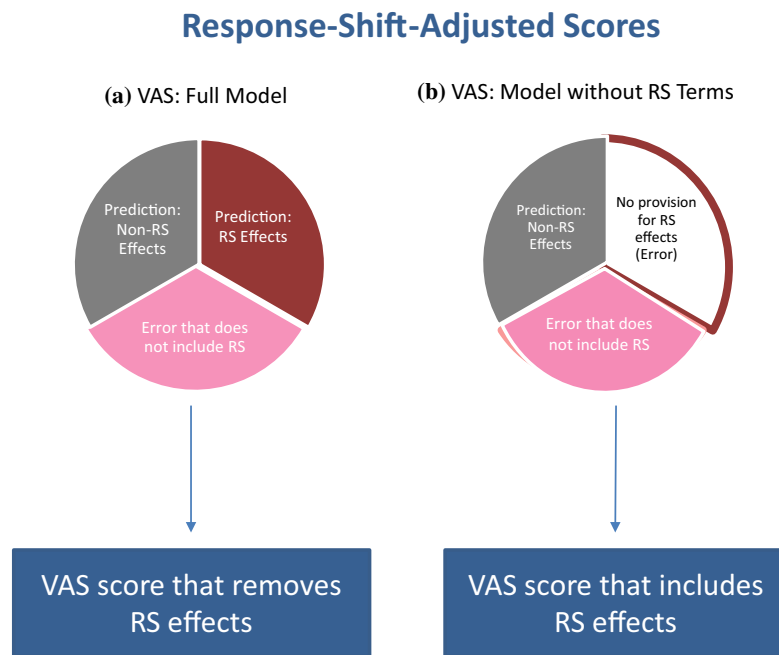 Response-Shift-Adjusted Scores
(a) VAS: Full Model
Prediction:
Non-RS
Effects
Prediction:
RS Effects
Error that does
not include RS
VAS score that removes
RS effects
(b) VAS: Model without RS Terms
Prediction:
Non-RS
Effects
No provision
for RS
effects
(Error)
Error that does
not include RS
VAS score that includes
RS effects